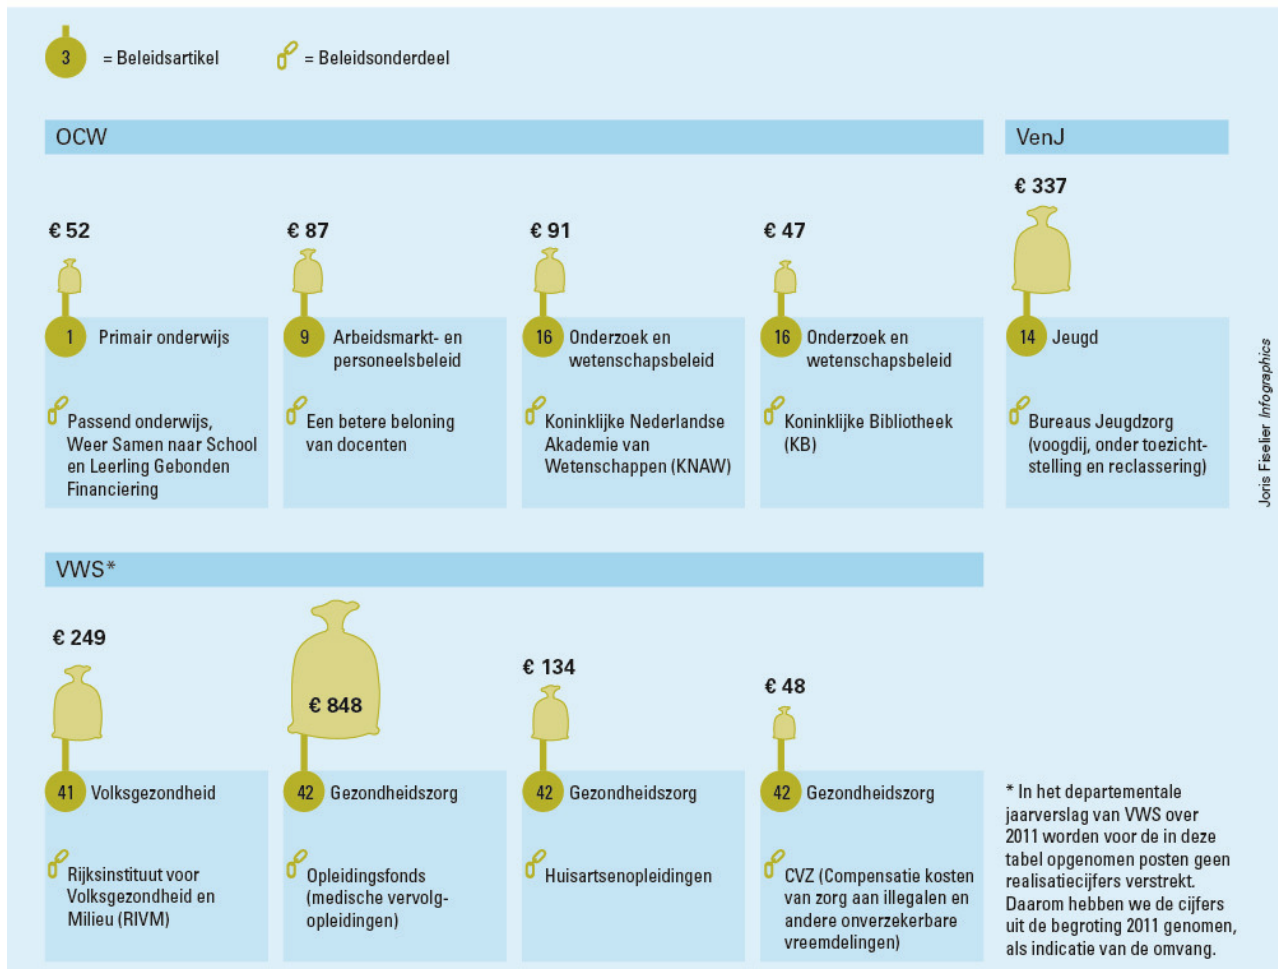 3 = Beleidsartikel
= Beleidsonderdeel
OCW
€ 52
1 Primair onderwijs
Passend onderwijs,
Weer Samen naar School
en Leerling Gebonden
Financiering
€ 87
9 Arbeidsmarkt- en
personeelsbeleid
Een betere beloning
van docenten
€ 91
16 Onderzoek en
wetenschapsbeleid
Koninklijke Nederlandse
Akademie van
Wetenschappen (KNAW)
€ 47
16 Onderzoek en
wetenschapsbeleid
Koninklijke Bibliotheek
(KB)
VenJ
€ 337
14 Jeugd
Bureaus Jeugdzorg
(voogdij, onder toezicht-
stelling en reclassering)
Joris Fiselier Infographics
VWS*
€ 249
41 Volksgezondheid
Rijksinstituut voor
Volksgezondheid en
Milieu (RIVM)
€ 848
42 Gezondheidszorg
Opleidingsfonds
(medische vervolg-
opleidingen)
€ 134
42 Gezondheidszorg
Huisartsenopleidingen
€ 48
42 Gezondheidszorg
CVZ (Compensatie kosten
van zorg aan illegalen en
andere onverzekerbare
vreemdelingen)
* In het departementale
jaarverslag van VWS over
2011 worden voor de in deze
tabel opgenomen posten geen
realisatiecijfers verstrekt.
Daarom hebben we de cijfers
uit de begroting 2011 genomen,
als indicatie van de omvang.